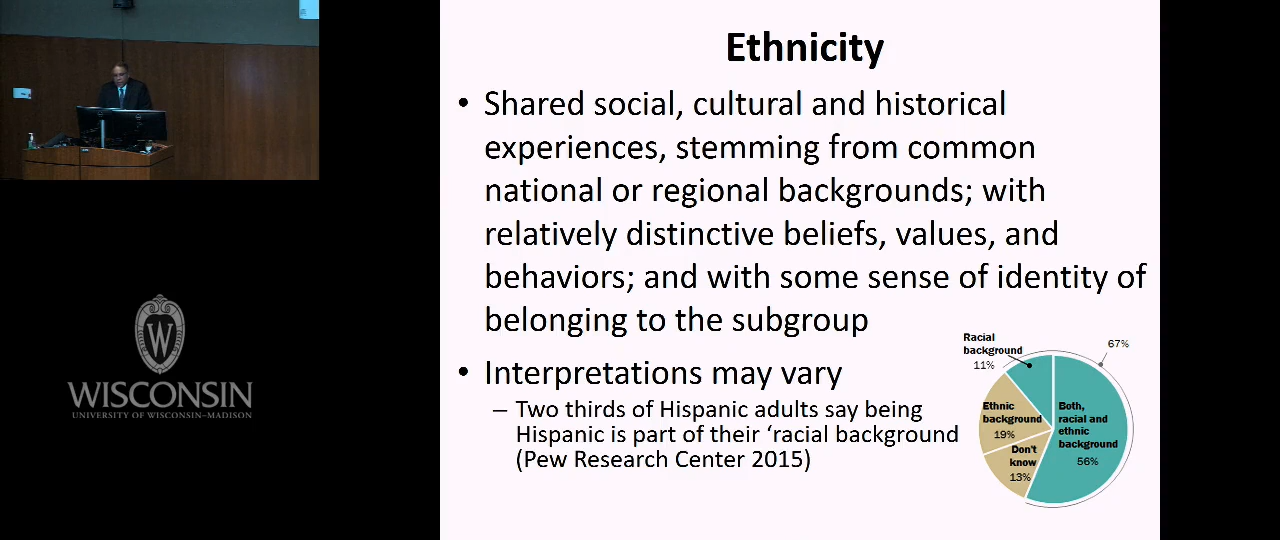 Ethnicity
• Shared social, cultural and historical
experiences, stemming from common
national or regional backgrounds; with
relatively distinctive beliefs, values, and
behaviors; and with some sense of identity of
belonging to the subgroup
• Interpretations may vary
– Two thirds of Hispanic adults say being
Hispanic is part of their ‘racial background
(Pew Research Center 2015)
Racial
background
11%
67%
Ethnic
background
19%
Both,
racial and
ethnic
background
56%
Don't
know
13%
W
WISCONSIN
UNIVERSITY OF WISCONSIN–MADISON